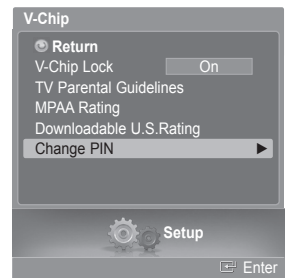 V-Chip
Return
V-Chip Lock On
TV Parental Guidelines
MPAA Rating
Downloadable U.S.Rating
Change PIN
Setup
Enter